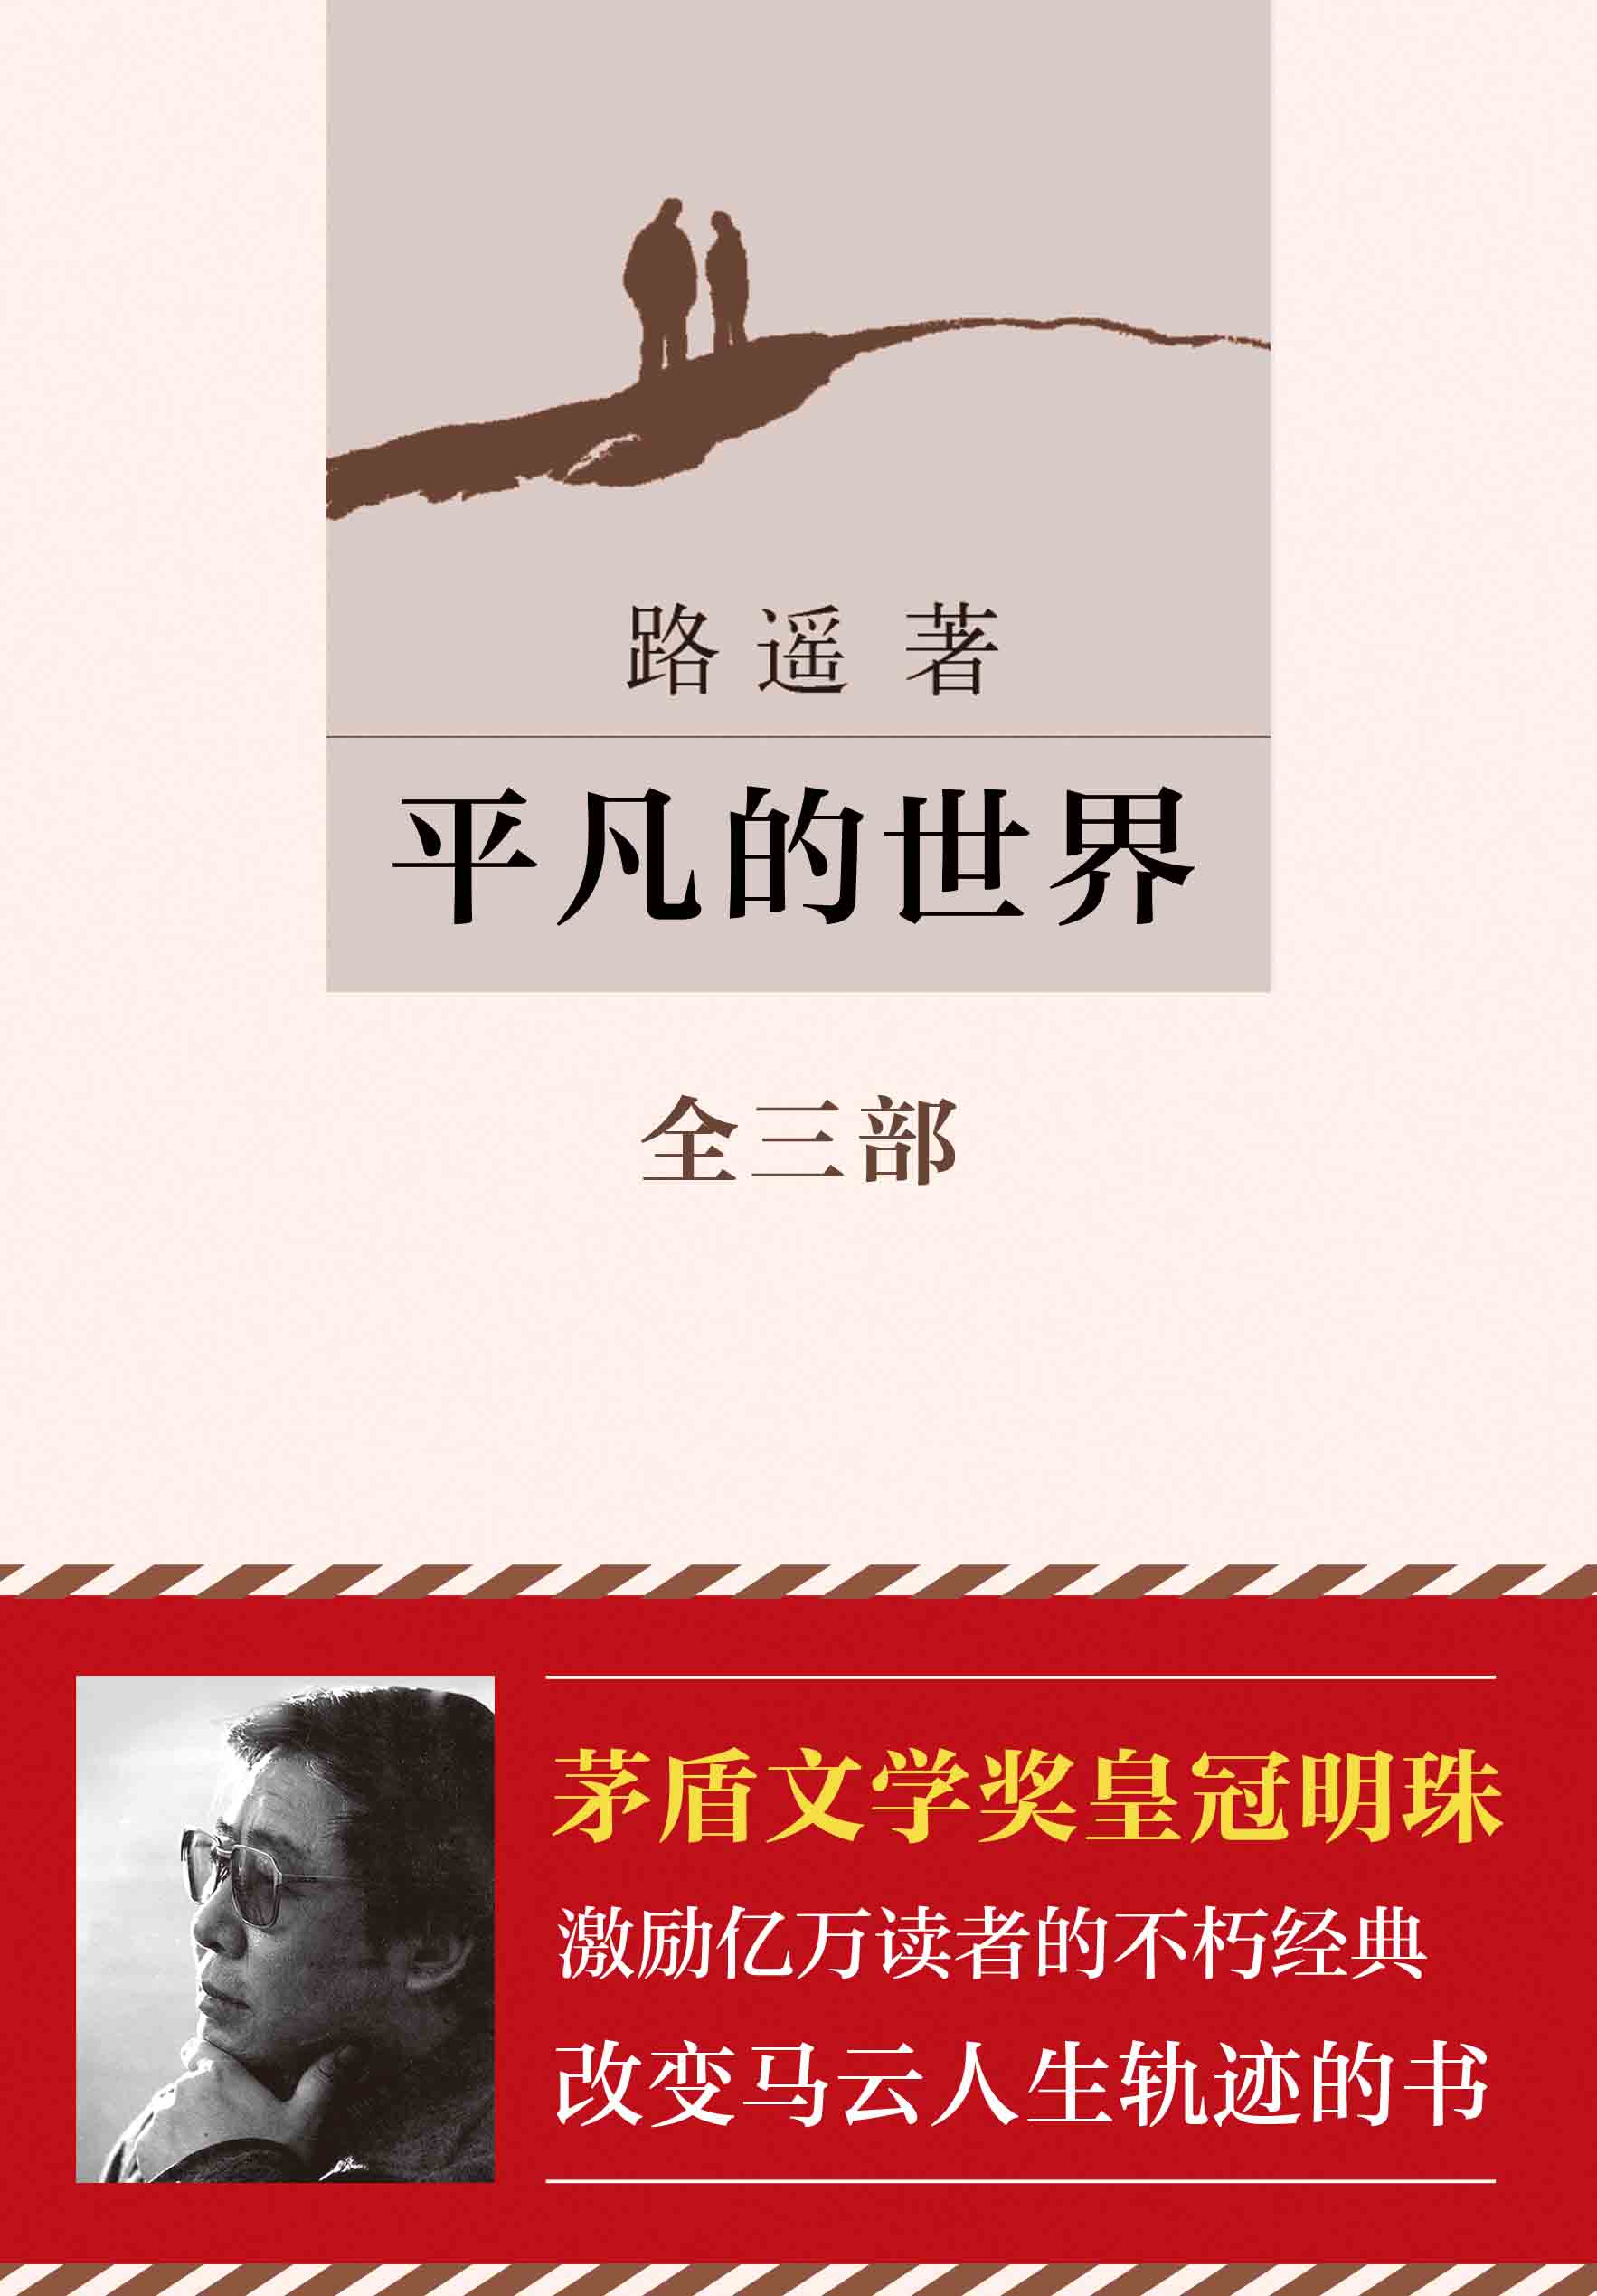 路遥 著
平凡的世界
全三部
茅盾文学奖皇冠明珠
激励亿万读者的不朽经典
改变马云人生轨迹的书